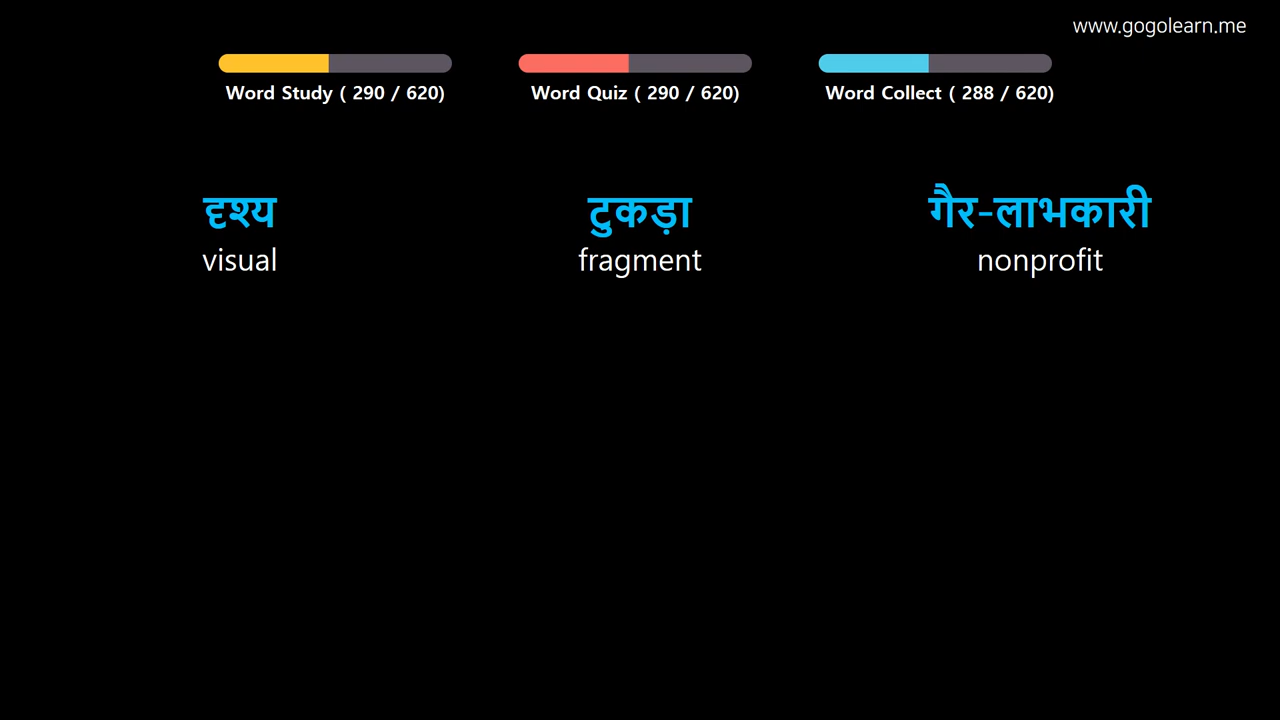 www.gogolearn.me
Word Study ( 290 / 620)
Word Quiz ( 290 / 620)
Word Collect ( 288 / 620)
दृश्य
visual
टुकड़ा
fragment
गैर-लाभकारी
nonprofit